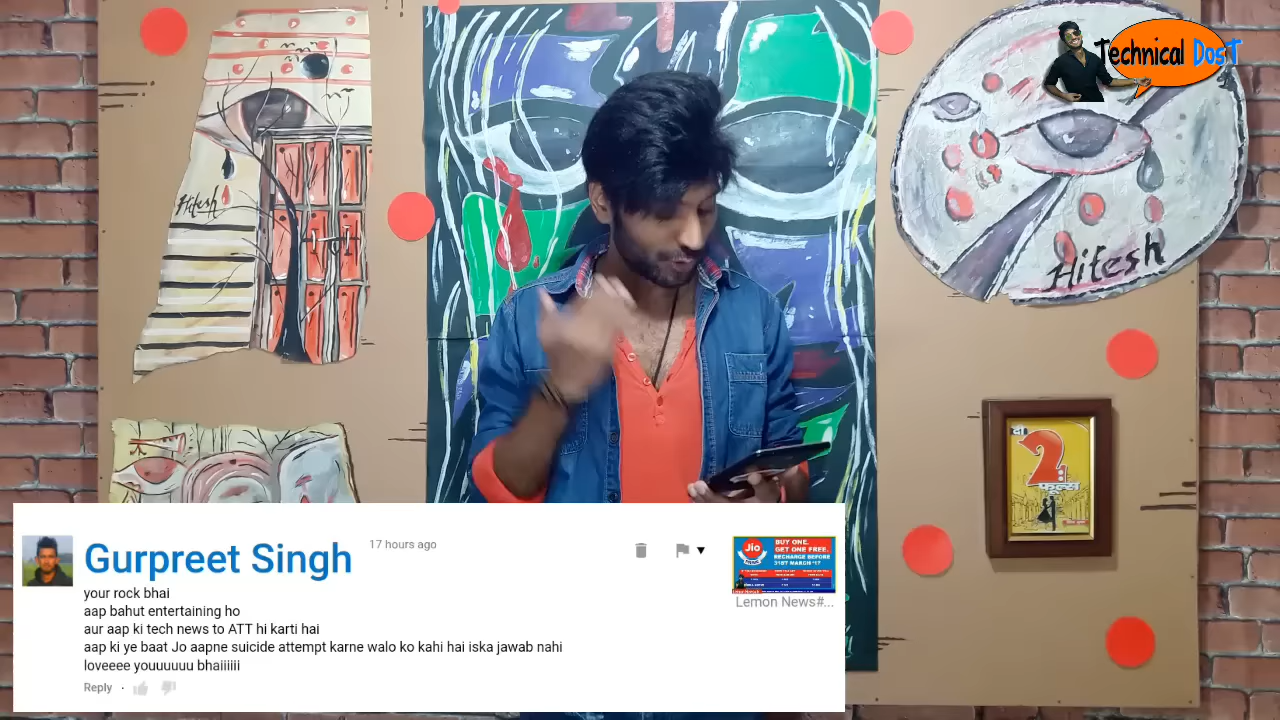 Technical DosT
Hitesh
Hitesh
दी
2:
फूल्स
Gurpreet Singh
17 hours ago
your rock bhai
aap bahut entertaining ho
aur aap ki tech news to ATT hi karti hai
aap ki ye baat Jo aapne suicide attempt karne walo ko kahi hai iska jawab nahi
loveeee youuuuuu bhaiiiiii
Reply
Jio
PRIME
BUY ONE.
GET ONE FREE.
RECHARGE BEFORE
31ST MARCH '17
Lemon News#...